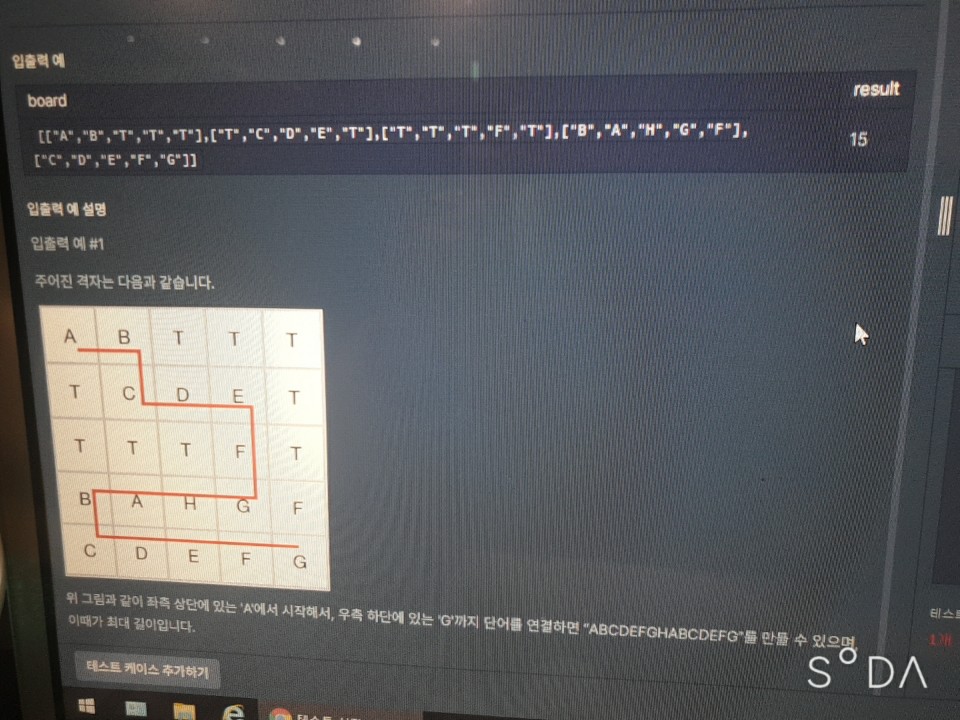 입출력 예
board result
[["A","B","T","T","T"],["T","C","D","E","T"],["T","T","T","F","T"],["B","A","H","G","F"], 15
["C","D","E","F","G"]]
입출력 예 설명
입출력 예 #1
주어진 격자는 다음과 같습니다.
A B T T T
T C D E T
T T T F T
B A H G F
C D E F G
위 그림과 같이 좌측 상단에 있는 'A'에서 시작해서, 우측 하단에 있는 'G'까지 단어를 연결하면 "ABCDEFGHABCDEFG"를 만들 수 있으며,
이때가 최대 길이입니다.
테스트 케이스 추가하기
테스트
1개
SODA